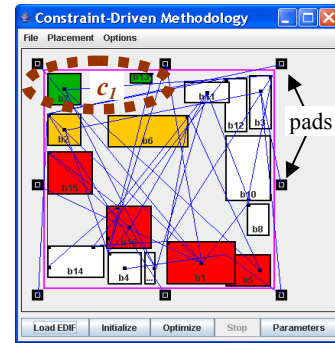 Constraint-Driven Methodology
File Placement Options
c1
b7
b13
b11
b3
b12
pads
b2
b6
b15
b10
b8
b14
b4
...
b1
b5
Load EDIF Initialize Optimize Stop Parameters